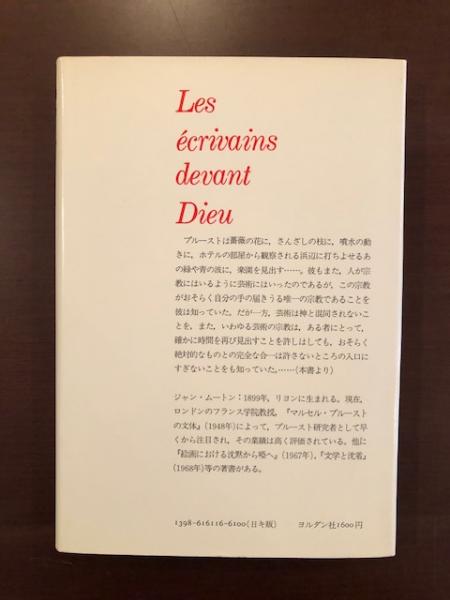 Les
écrivains
devant
Dieu
プルーストは薔薇の花に，さんざしの枝に，噴水の動
きに，ホテルの部屋から観察される浜辺に打ちよせるあ
の緑や青の波に，楽園を見出す……。彼もまた，人が宗
教にはいるように芸術にはいったのであるが，この宗教
がおそらく自分の手の届きうる唯一の宗教であることを
彼は知っていた。だが一方，芸術は神と混同されないこ
とを，また，いわゆる芸術の宗教は，ある者にとって，
確かに時間を再び見出すことを許しはしても，おそらく
絶対的なものとの完全な合一は許さないところの入口に
すぎないことをも知っていた。……（本書より）
ジャン・ムートン：1899年，リヨンに生まれる。現在，
ロンドンのフランス学院教授。『マルセル・プルースト
の文体』（1948年）によって，プルースト研究者として早
くから注目され，その業績は高く評価されている。他に
『絵画における沈黙から啞へ』（1967年），『文学と沈着』
（1968年）等の著書がある。
1398-616116-6100（日キ版）
ヨルダン社1600円